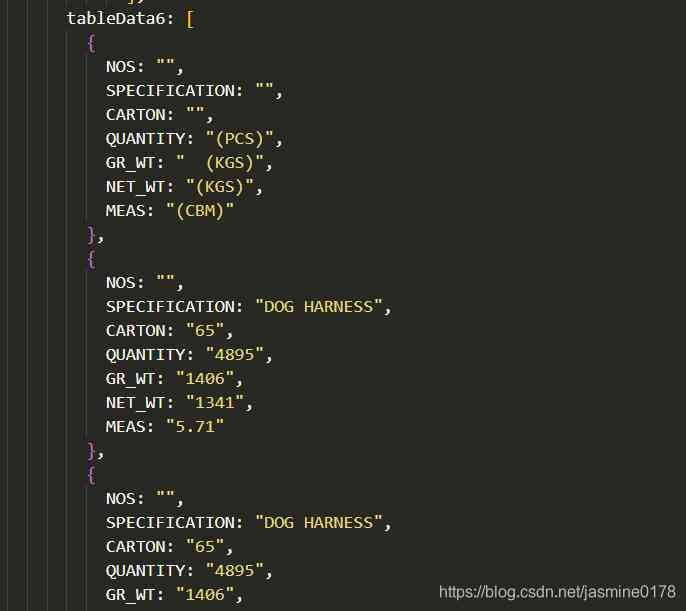 tableData6: [
{
NOS: "",
SPECIFICATION: "",
CARTON: "",
QUANTITY: "(PCS)",
GR_WT: "  (KGS)",
NET_WT: "(KGS)",
MEAS: "(CBM)"
},
{
NOS: "",
SPECIFICATION: "DOG HARNESS",
CARTON: "65",
QUANTITY: "4895",
GR_WT: "1406",
NET_WT: "1341",
MEAS: "5.71"
},
{
NOS: "",
SPECIFICATION: "DOG HARNESS",
CARTON: "65",
QUANTITY: "4895",
GR_WT: "1406",
https://blog.csdn.net/jasmine0178